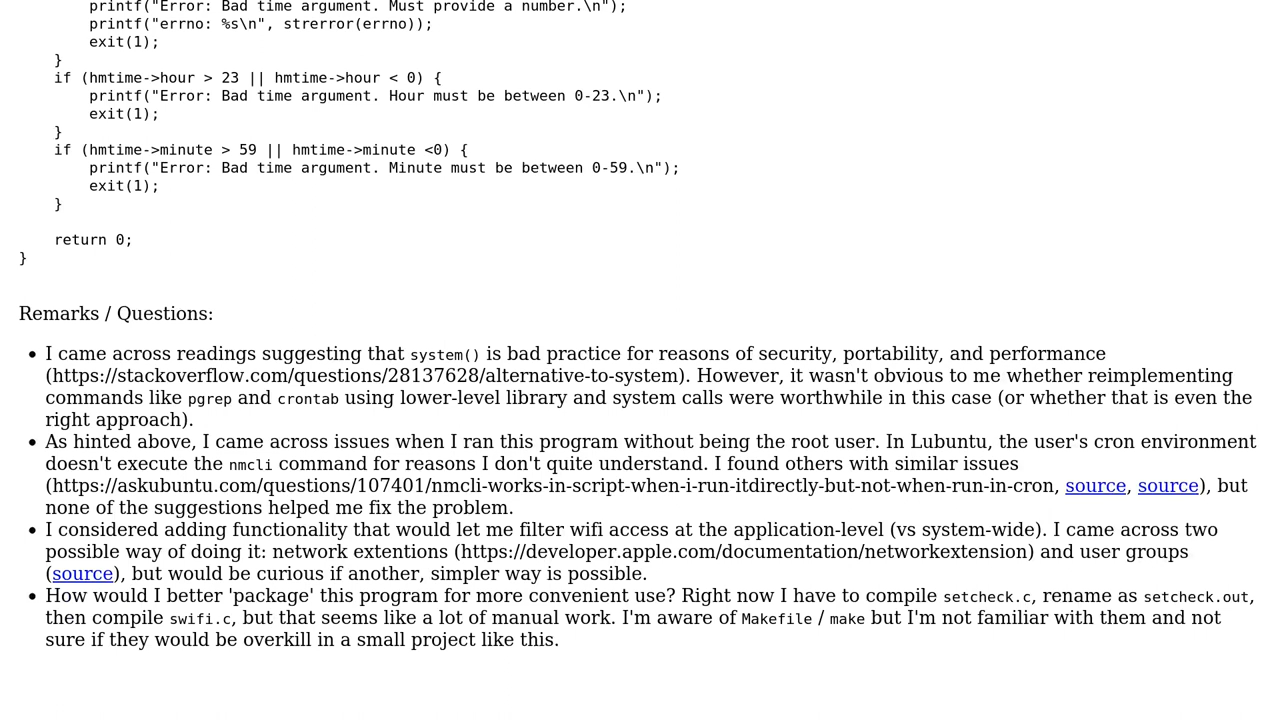 printf("Error: Bad time argument. Must provide a number.\n");
printf("errno: %s\n", strerror(errno));
exit(1);
}
if (hmtime->hour > 23 || hmtime->hour < 0) {
printf("Error: Bad time argument. Hour must be between 0-23.\n");
exit(1);
}
if (hmtime->minute > 59 || hmtime->minute <0) {
printf("Error: Bad time argument. Minute must be between 0-59.\n");
exit(1);
}
return 0;
}
Remarks / Questions:
• I came across readings suggesting that system() is bad practice for reasons of security, portability, and performance
(https://stackoverflow.com/questions/28137628/alternative-to-system). However, it wasn't obvious to me whether reimplementing
commands like pgrep and crontab using lower-level library and system calls were worthwhile in this case (or whether that is even the
right approach).
• As hinted above, I came across issues when I ran this program without being the root user. In Lubuntu, the user's cron environment
doesn't execute the nmcli command for reasons I don't quite understand. I found others with similar issues
(https://askubuntu.com/questions/107401/nmcli-works-in-script-when-i-run-itdirectly-but-not-when-run-in-cron, source, source), but
none of the suggestions helped me fix the problem.
• I considered adding functionality that would let me filter wifi access at the application-level (vs system-wide). I came across two
possible way of doing it: network extentions (https://developer.apple.com/documentation/networkextension) and user groups
(source), but would be curious if another, simpler way is possible.
• How would I better 'package' this program for more convenient use? Right now I have to compile setcheck.c, rename as setcheck.out,
then compile swifi.c, but that seems like a lot of manual work. I'm aware of Makefile / make but I'm not familiar with them and not
sure if they would be overkill in a small project like this.